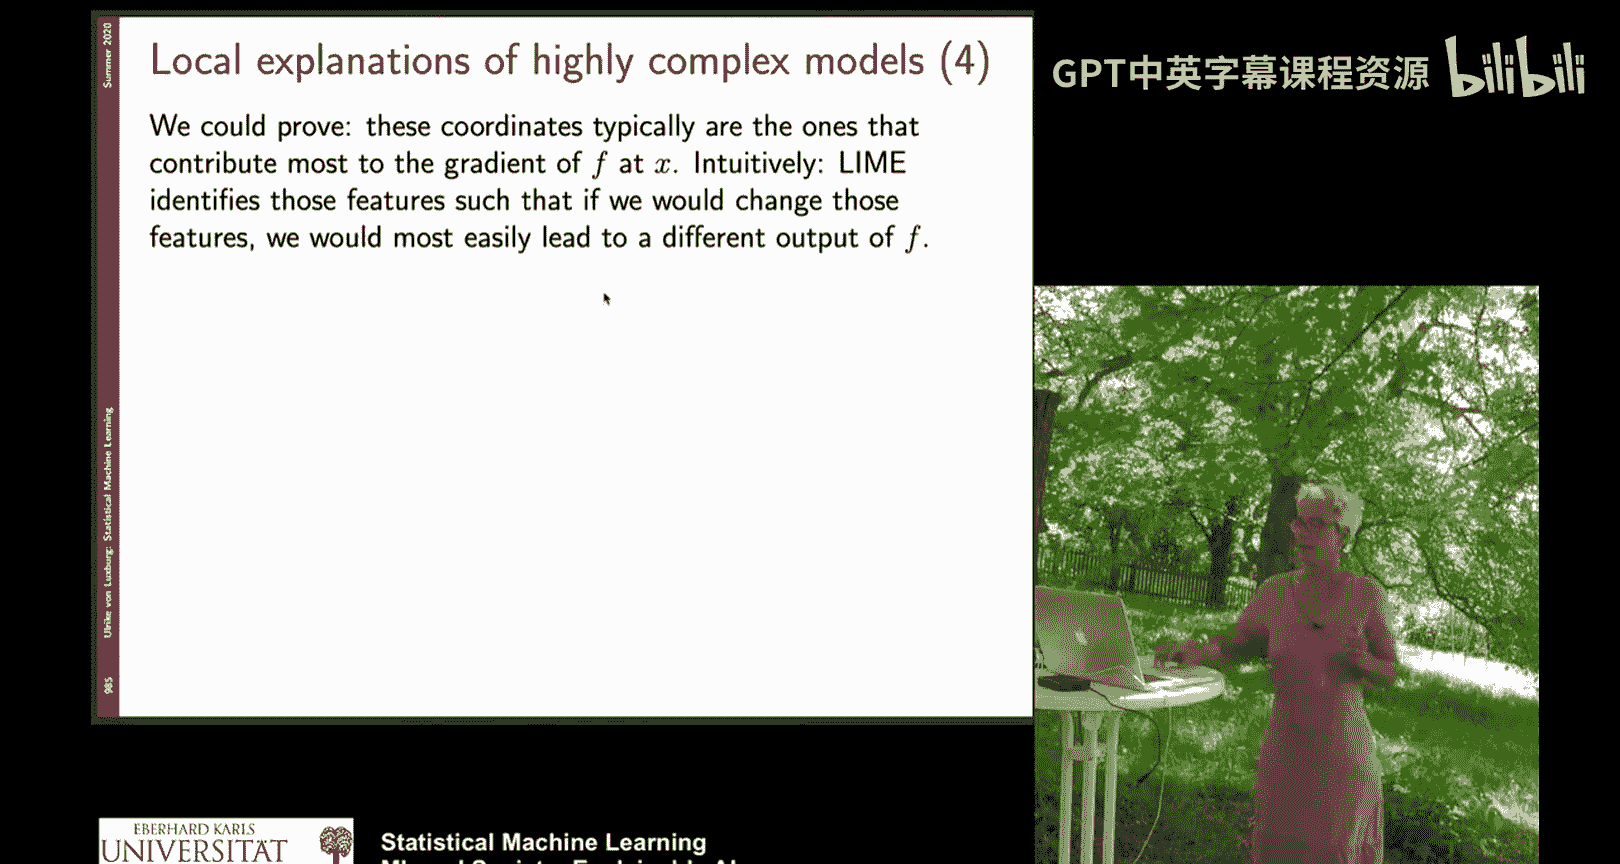 Summer 2020
Local explanations of highly complex models (4)
We could prove: these coordinates typically are the ones that
contribute most to the gradient of f at x. Intuitively: LIME
identifies those features such that if we would change those
features, we would most easily lead to a different output of f.
Ulrike von Luxburg: Statistical Machine Learning
985
GPT中英字幕课程资源
bilibili
EBERHARD KARLS
UNIVERSITÄT
Statistical Machine Learning